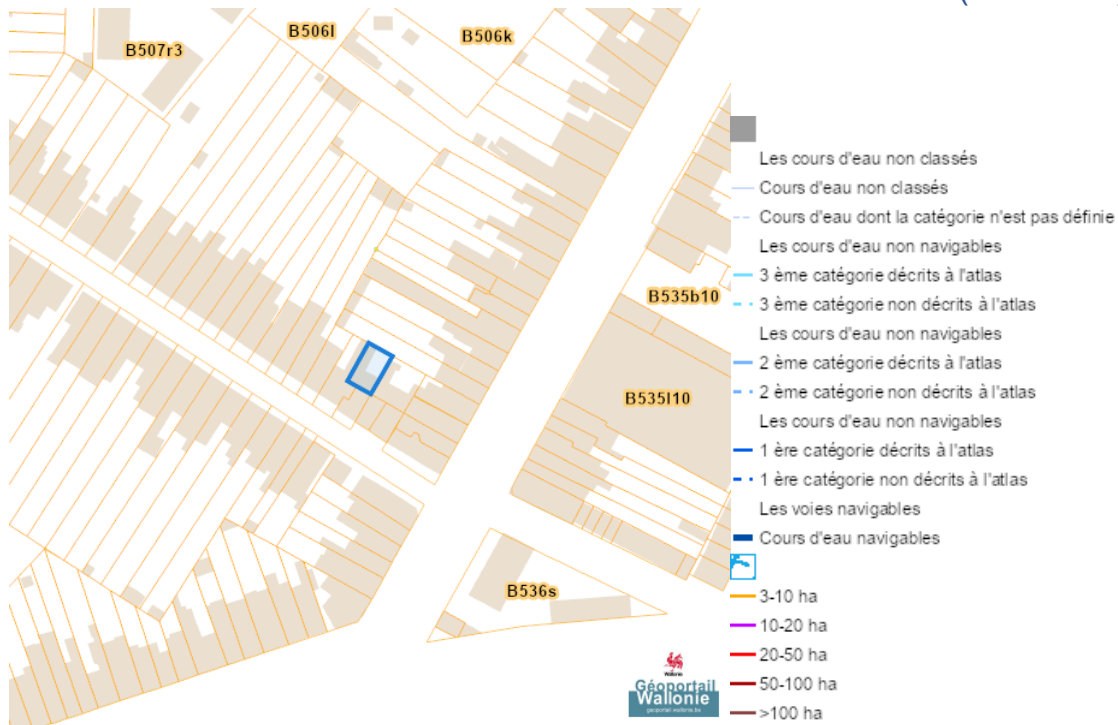 B507r3
B506l
B506k
B535b10
B535l10
B536s
Wallonie
Géoportail
Wallonie
geoportail.wallonie.be
Les cours d'eau non classés
Cours d'eau non classés
Cours d'eau dont la catégorie n'est pas définie
Les cours d'eau non navigables
3 ème catégorie décrits à l'atlas
3 ème catégorie non décrits à l'atlas
Les cours d'eau non navigables
2 ème catégorie décrits à l'atlas
2 ème catégorie non décrits à l'atlas
Les cours d'eau non navigables
1 ère catégorie décrits à l'atlas
1 ère catégorie non décrits à l'atlas
Les voies navigables
Cours d'eau navigables
3-10 ha
10-20 ha
20-50 ha
50-100 ha
>100 ha